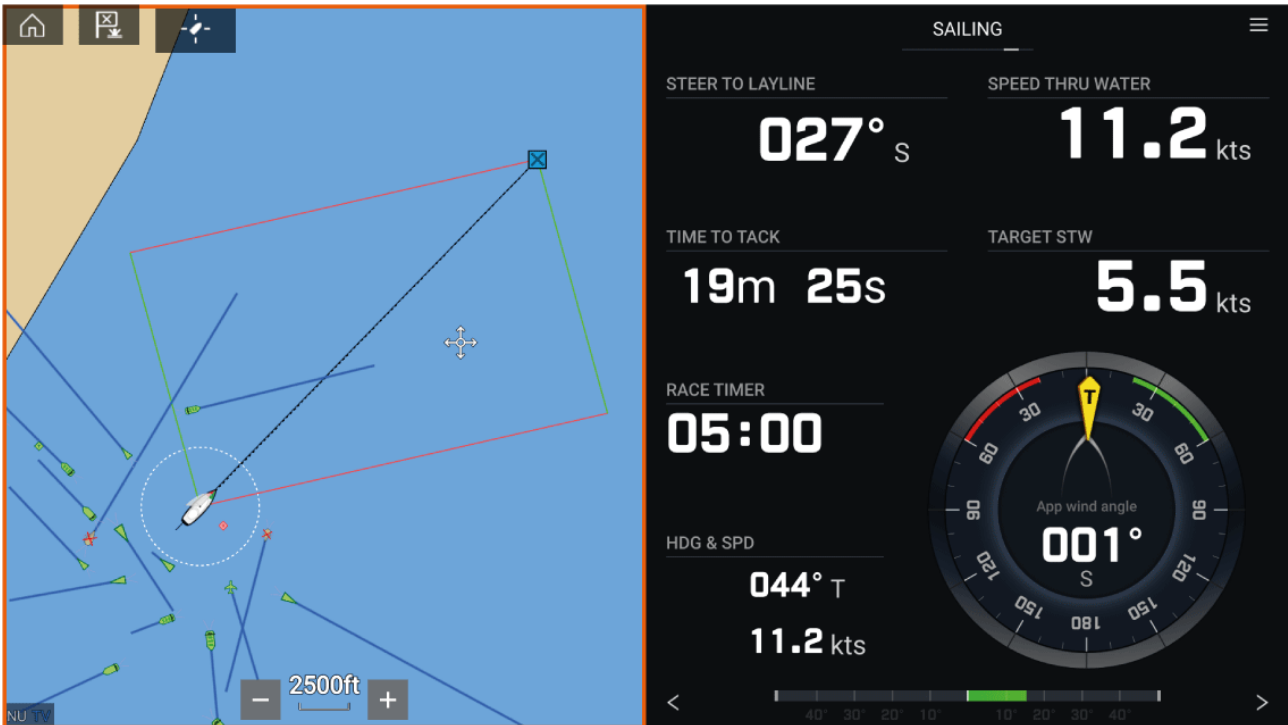 SAILING
STEER TO LAYLINE
027° S
SPEED THRU WATER
11.2 kts
TIME TO TACK
19m 25s
TARGET STW
5.5 kts
RACE TIMER
05:00
HDG & SPD
044° T
11.2 kts
T
30 30
60 60
90 90
120 120
150 150
180
App wind angle
001°
S
40° 30° 20° 10° 10° 20° 30° 40°
2500ft
− +
NU TV